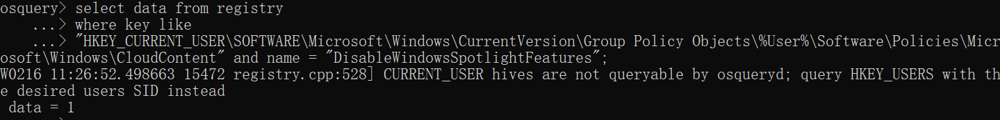 osquery> select data from registry
...> where key like
...> "HKEY_CURRENT_USER\SOFTWARE\Microsoft\Windows\CurrentVersion\Group Policy Objects\%User%\Software\Policies\Micr
osoft\Windows\CloudContent" and name = "DisableWindowsSpotlightFeatures";
W0216 11:26:52.498663 15472 registry.cpp:528] CURRENT_USER hives are not queryable by osqueryd; query HKEY_USERS with th
e desired users SID instead
data = 1